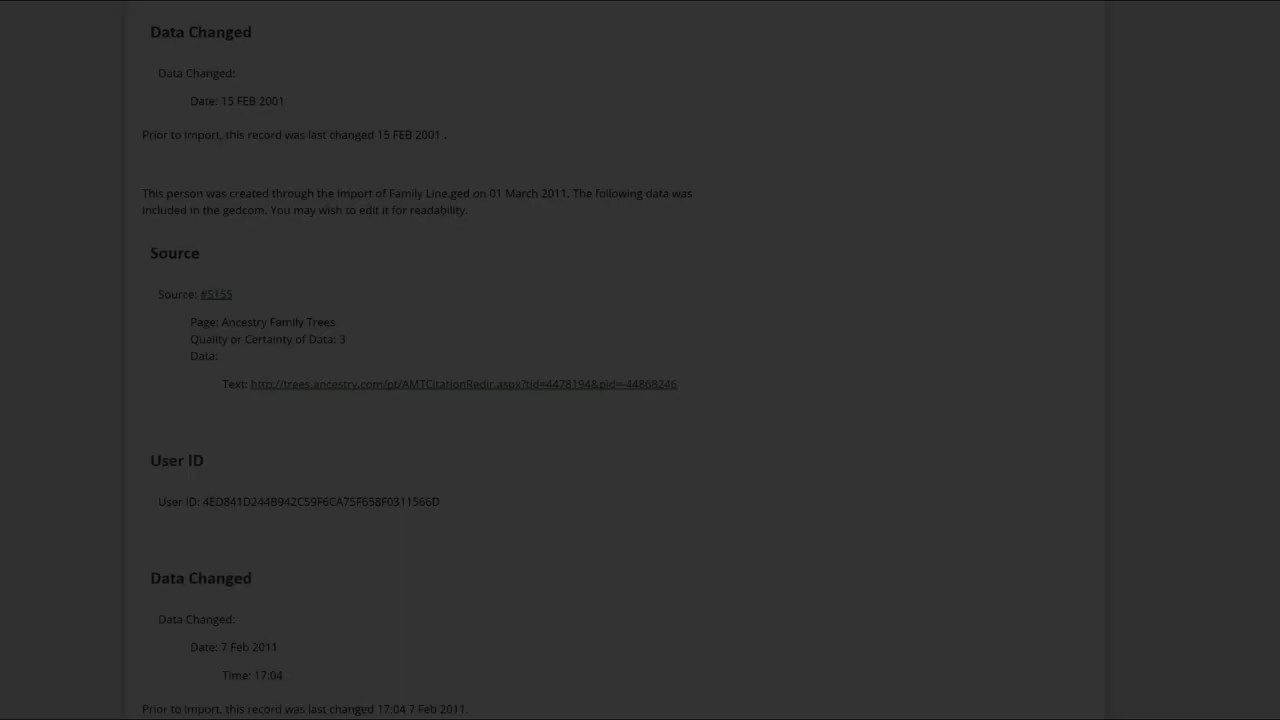 Data Changed
Data Changed:
Date: 15 FEB 2001
Prior to import, this record was last changed 15 FEB 2001 .
This person was created through the import of Family Line.ged on 01 March 2011. The following data was
included in the gedcom. You may wish to edit it for readability.
Source
Source: #S155
Page: Ancestry Family Trees
Quality or Certainty of Data: 3
Data:
Text: http://trees.ancestry.com/pt/AMTCitationRedir.aspx?tid=4478194&pid=-44868246
User ID
User ID: 4ED841D244B942C59F6CA75F658F0311566D
Data Changed
Data Changed:
Date: 7 Feb 2011
Time: 17:04
Prior to import, this record was last changed 17:04 7 Feb 2011.